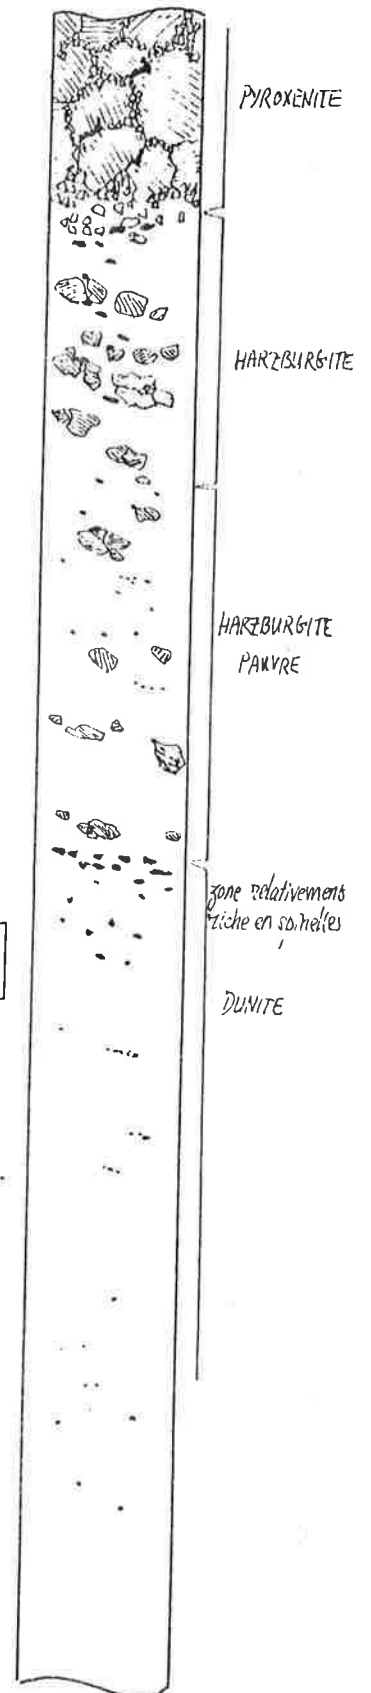 PYROXENITE
HARZBURGITE
HARZBURGITE
PAUVRE
zone relativement
riche en spinelles
DUNITE